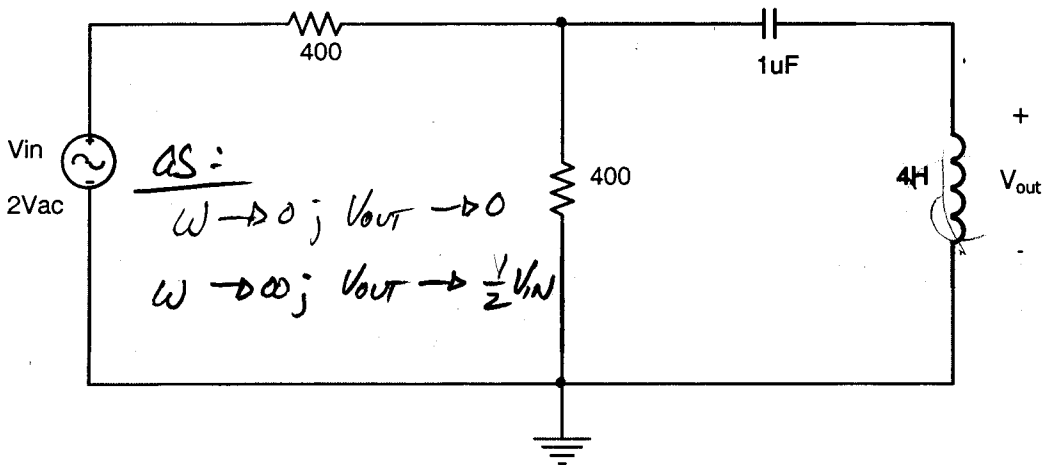 400
1uF
+
Vin
as:
400
4H
Vout
2Vac
ω → 0 ; VOUT → 0
-
ω → ∞ ; VOUT → 1/2 VIN